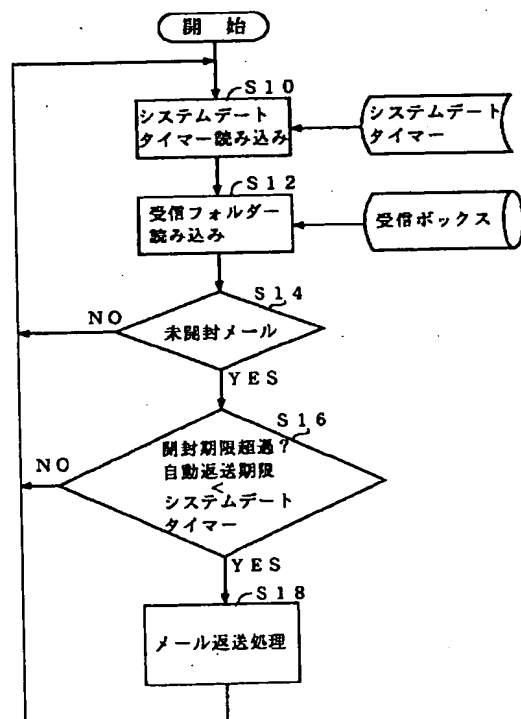 開 始
S10
システムデート
タイマー読み込み
システムデート
タイマー
S12
受信フォルダー
読み込み
受信ボックス
S14
未開封メール
NO
YES
S16
開封期限超過?
自動返送期限
<
システムデート
タイマー
NO
YES
S18
メール返送処理